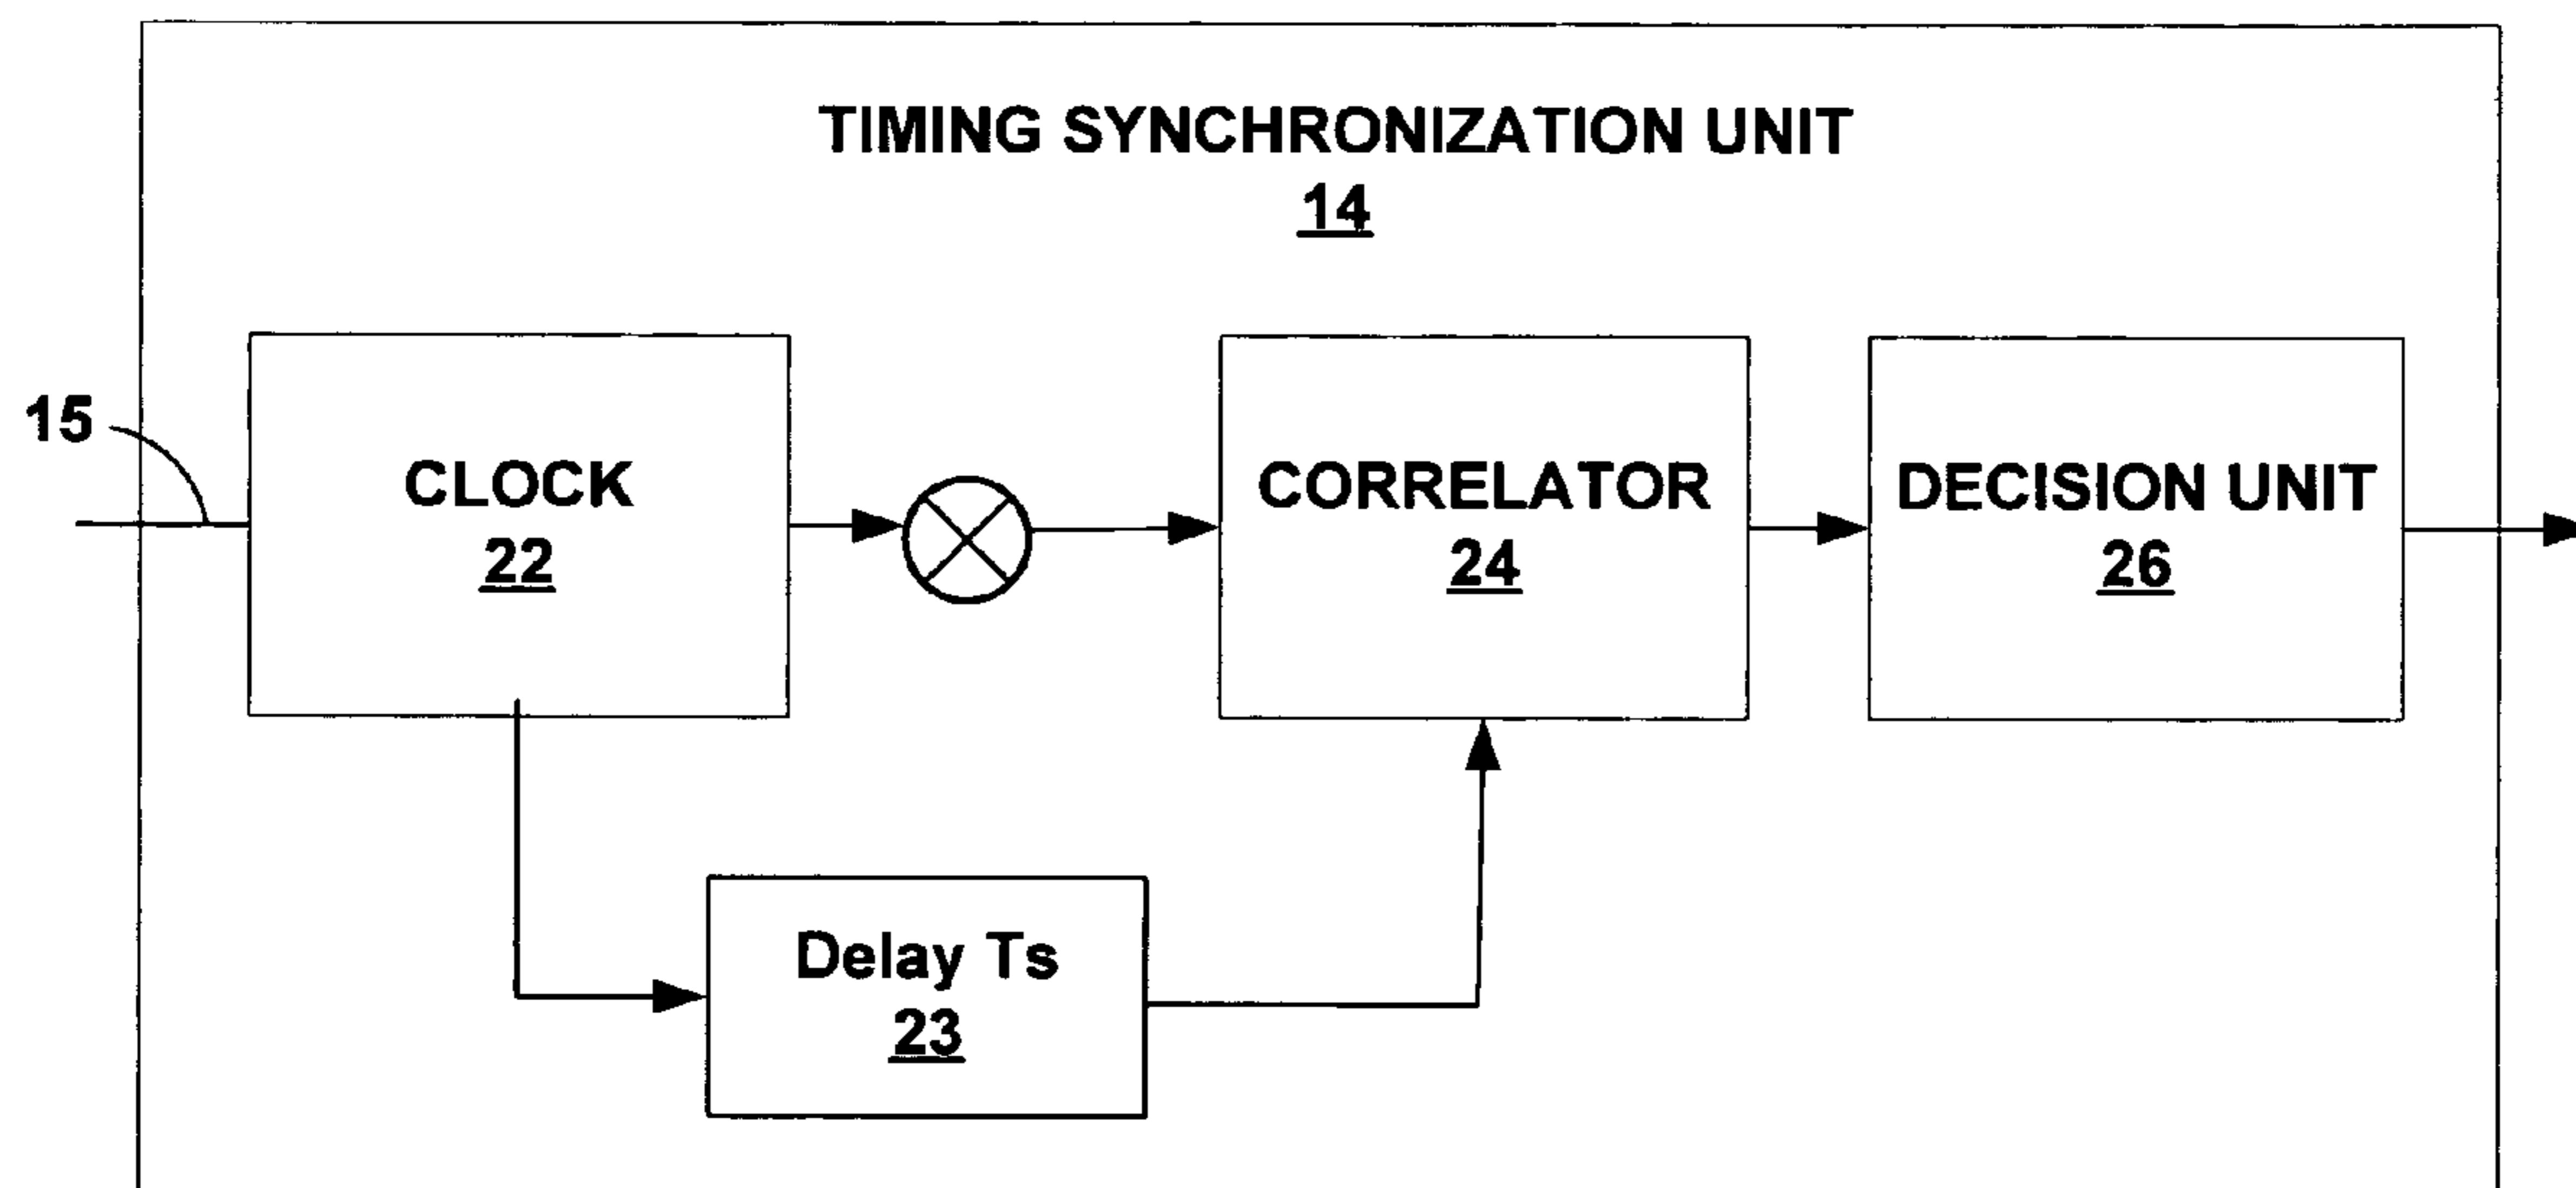 TIMING SYNCHRONIZATION UNIT
14
15
CLOCK
22
CORRELATOR
24
DECISION UNIT
26
Delay Ts
23